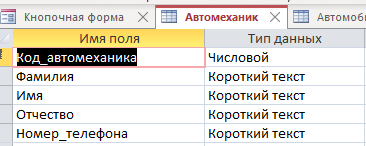 Кнопочная форма Автомеханик Автомоби
Имя поля Тип данных
Код_автомеханика Числовой
Фамилия Короткий текст
Имя Короткий текст
Отчество Короткий текст
Номер_телефона Короткий текст